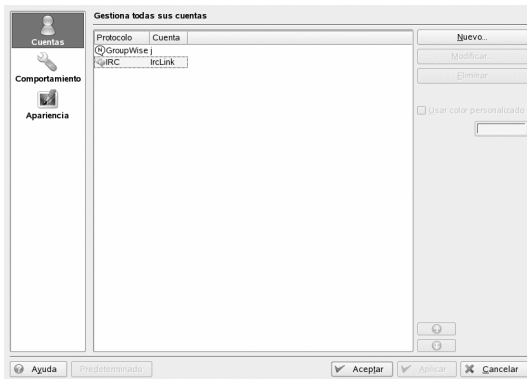 Gestiona todas sus cuentas
Cuentas
Comportamiento
Apariencia
Protocolo Cuenta
GroupWise j
IRC IrcLink
Nuevo...
Modificar...
Eliminar
Usar color personalizado
Ayuda
Predeterminado
Aceptar
Aplicar
Cancelar